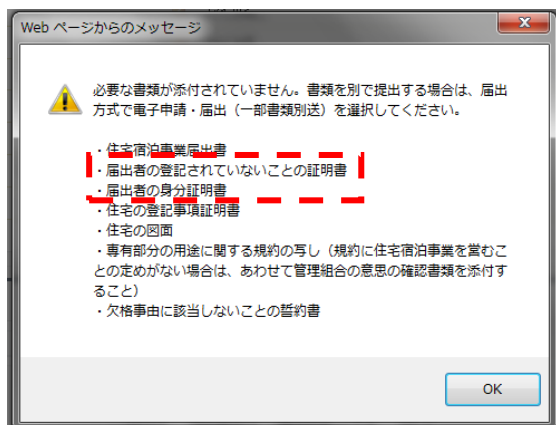 Web ページからのメッセージ
必要な書類が添付されていません。書類を別で提出する場合は、届出
方式で電子申請・届出（一部書類別送）を選択してください。
・住宅宿泊事業届出書
・届出者の登記されていないことの証明書
・届出者の身分証明書
・住宅の登記事項証明書
・住宅の図面
・専有部分の用途に関する規約の写し（規約に住宅宿泊事業を営むこ
との定めがない場合は、あわせて管理組合の意思の確認書類を添付す
ること）
・欠格事由に該当しないことの誓約書
OK